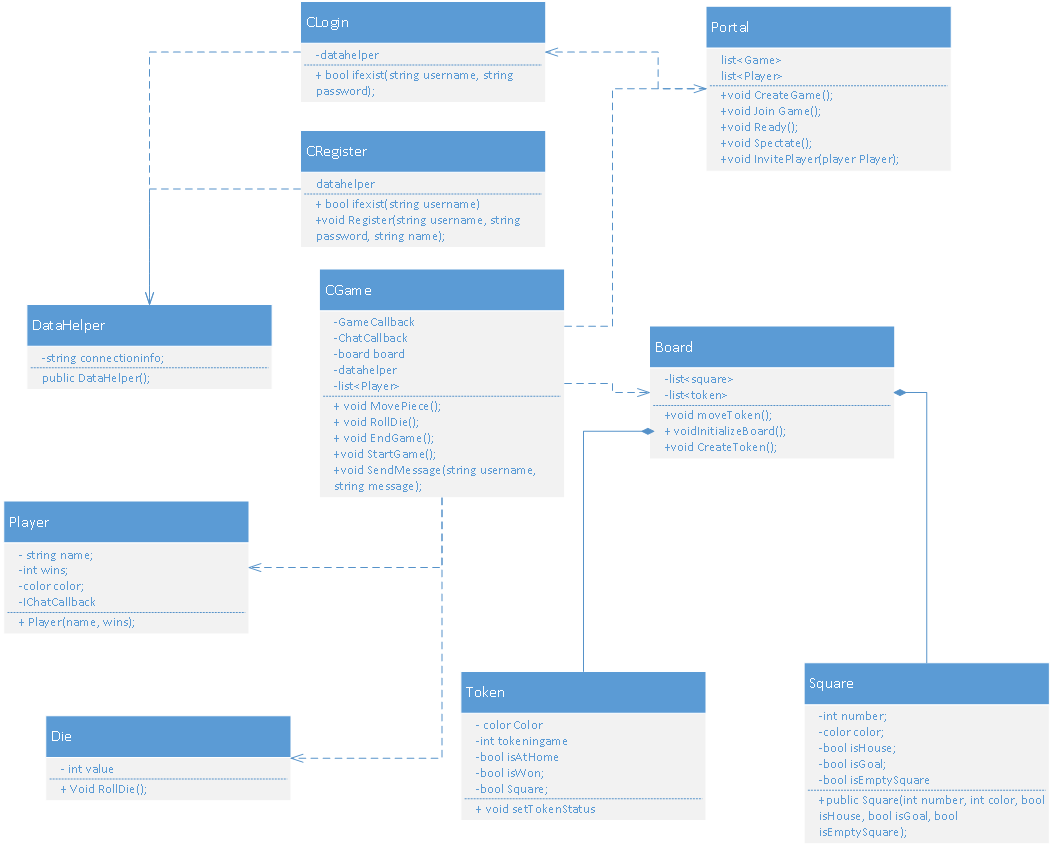 CLogin
-datahelper
+ bool ifexist(string username, string
password);
Portal
list<Game>
list<Player>
+void CreateGame();
+void Join Game();
+void Ready();
+void Spectate();
+void InvitePlayer(player Player);
CRegister
datahelper
+ bool ifexist(string username)
+void Register(string username, string
password, string name);
CGame
-GameCallback
-ChatCallback
-board board
-datahelper
-list<Player>
+ void MovePiece();
+ void RollDie();
+ void EndGame();
+void StartGame();
+void SendMessage(string username,
string message);
DataHelper
-string connectioninfo;
public DataHelper();
Board
-list<square>
-list<token>
+void moveToken();
+ voidInitializeBoard();
+void CreateToken();
Player
- string name;
-int wins;
-color color;
-IChatCallback
+ Player(name, wins);
Die
- int value
+ Void RollDie();
Token
- color Color
-int tokeningame
-bool isAtHome
-bool isWon;
-bool Square;
+ void setTokenStatus
Square
-int number;
-color color;
-bool isHouse;
-bool isGoal;
-bool isEmptySquare
+public Square(int number, int color, bool
isHouse, bool isGoal, bool
isEmptySquare);